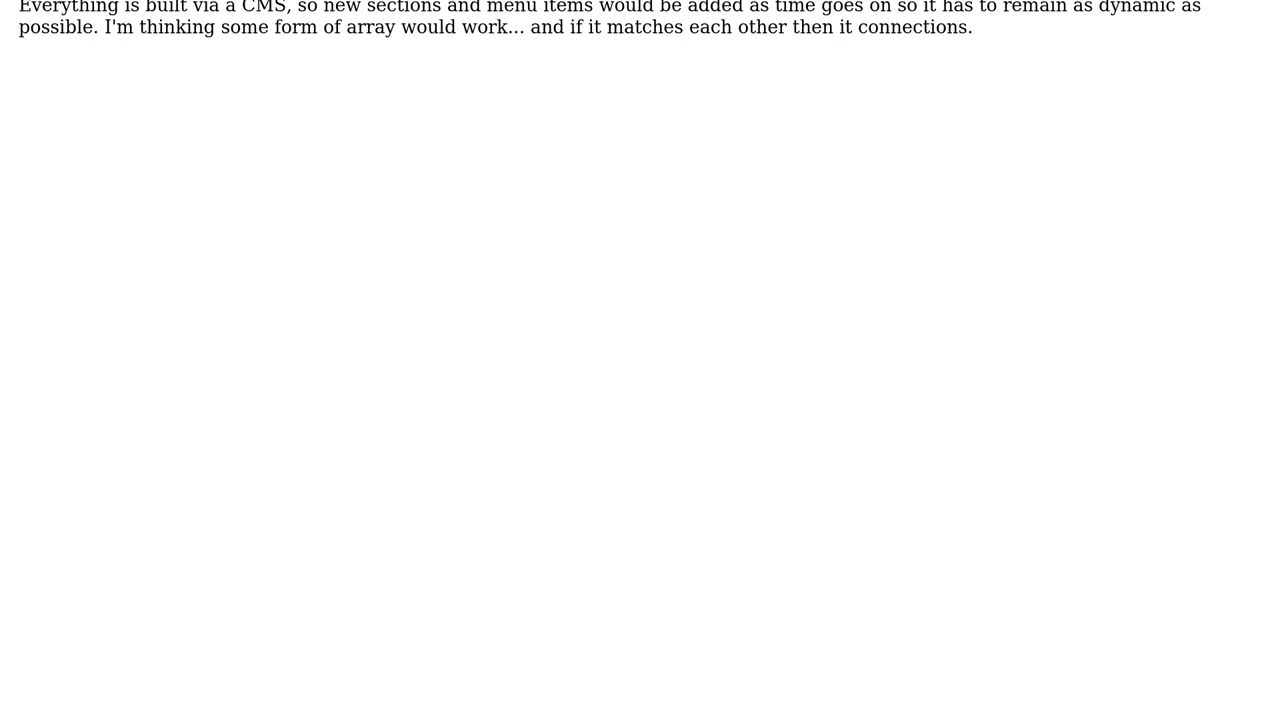 Everything is built via a CMS, so new sections and menu items would be added as time goes on so it has to remain as dynamic as
possible. I'm thinking some form of array would work... and if it matches each other then it connections.